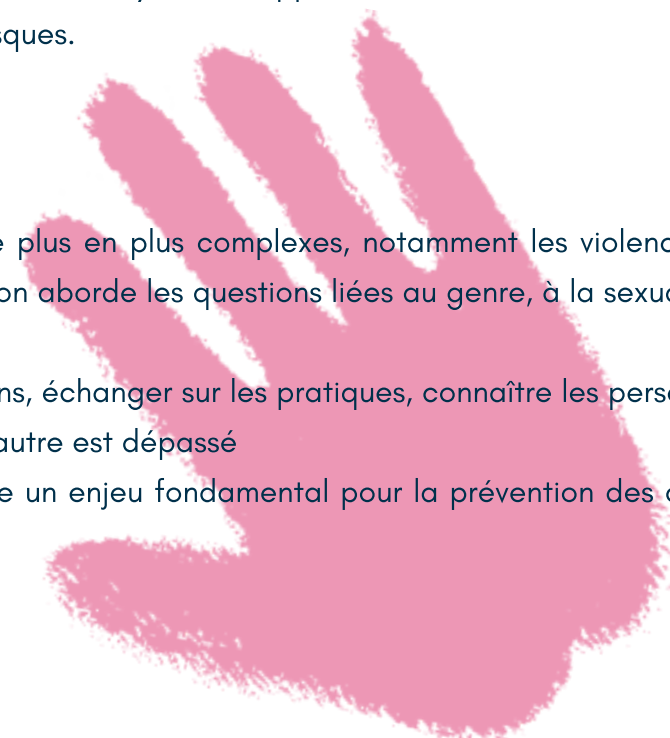 sques.
plus en plus complexes, notamment les violenc
on aborde les questions liées au genre, à la sexu
ns, échanger sur les pratiques, connaître les pers
autre est dépassé
e un enjeu fondamental pour la prévention des